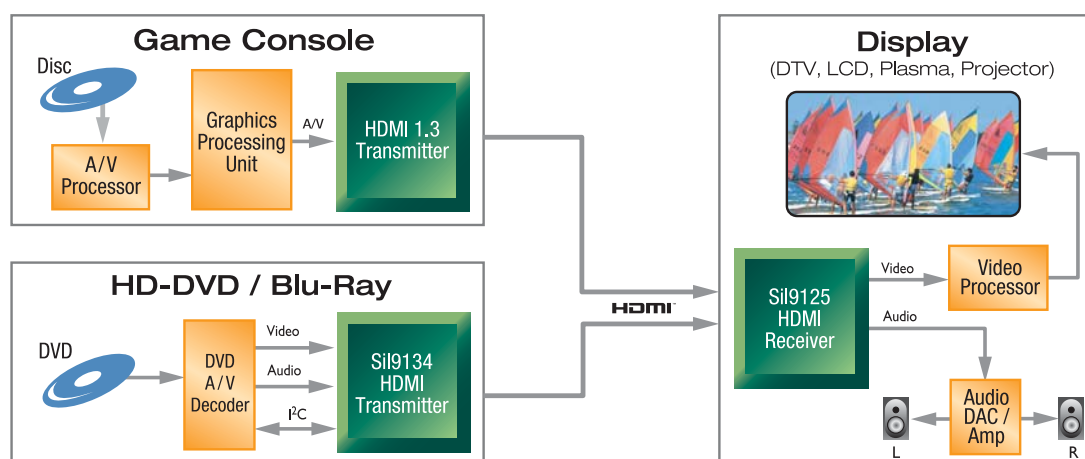 Game Console
Disc
A/V
Processor
Graphics
Processing
Unit
A/V
HDMI 1.3
Transmitter
HD-DVD / Blu-Ray
DVD
DVD
A/V
Decoder
Video
Audio
I²C
SiI9134
HDMI
Transmitter
HDMI™
Display
(DTV, LCD, Plasma, Projector)
SiI9125
HDMI
Receiver
Video
Video
Processor
Audio
Audio
DAC /
Amp
L
R